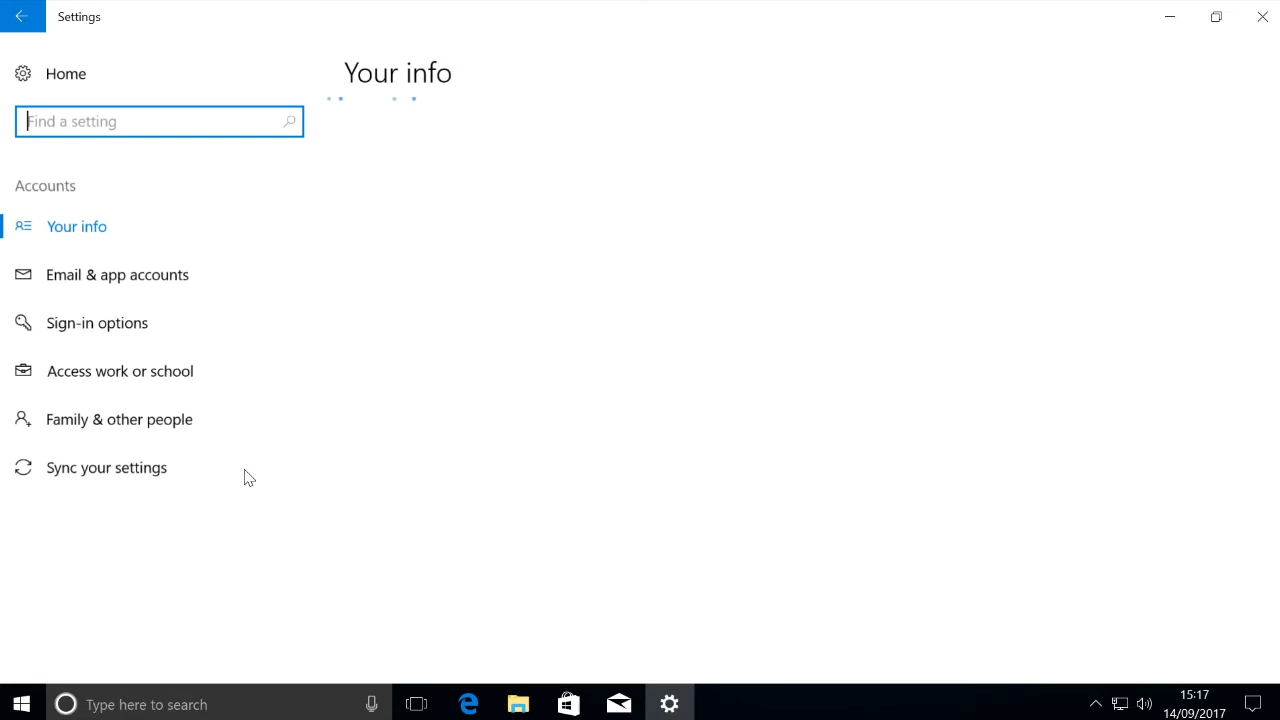 Settings
Home
Your info
Find a setting
Accounts
Your info
Email & app accounts
Sign-in options
Access work or school
Family & other people
Sync your settings
Type here to search
15:17
14/09/2017